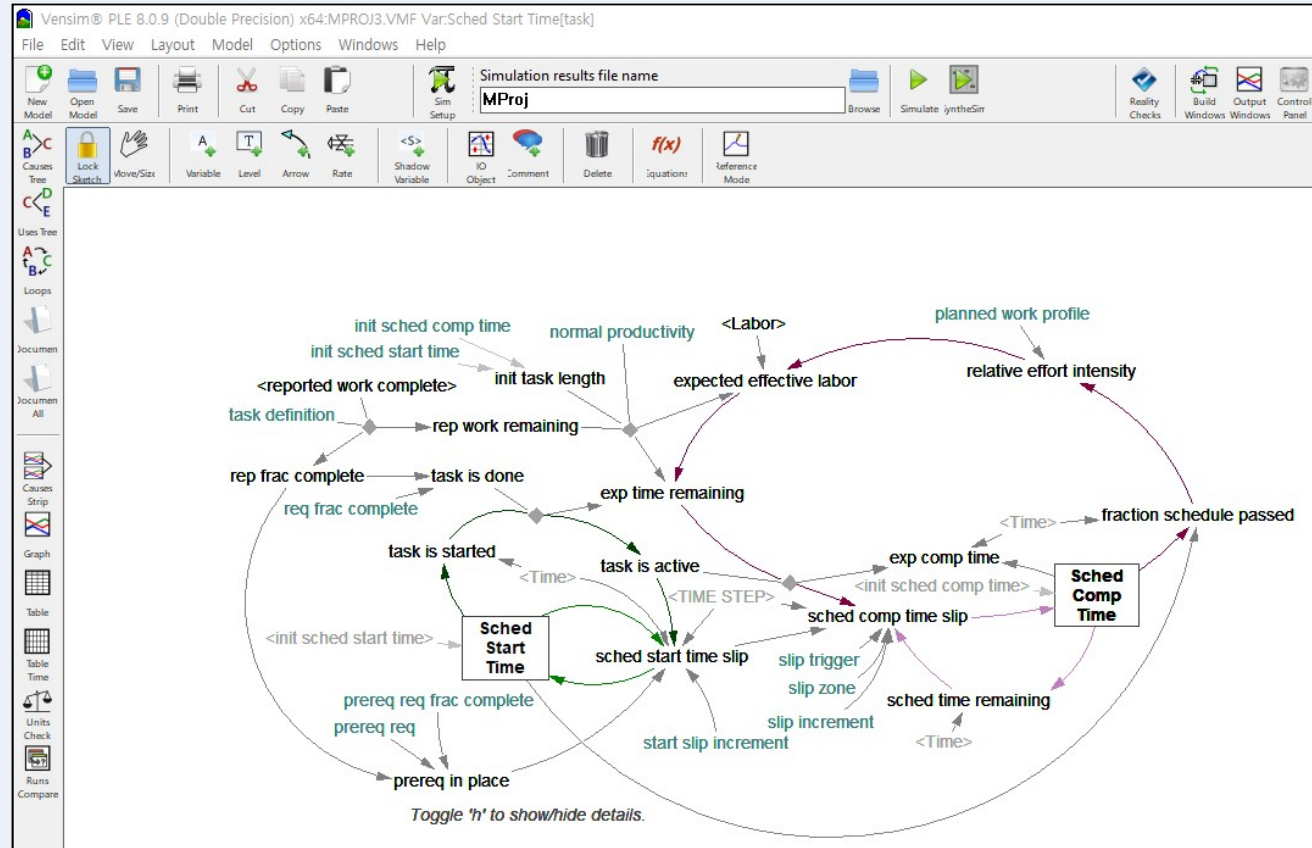 Vensim® PLE 8.0.9 (Double Precision) x64:MPROJ3.VMF Var:Sched Start Time[task]
File Edit View Layout Model Options Windows Help
New Model
Open Model
Save
Print
Cut
Copy
Paste
Sim Setup
Simulation results file name
MProj
Browse
Simulate
Reality Checks
Build Windows
Output Windows
Control Panel
Causes Tree
Lock Sketch
Move/Size
Variable
Level
Arrow
Rate
Shadow Variable
IO Object
Delete
Uses Tree
Loops
All
Causes Strip
Graph
Table
Table Time
Units Check
Runs Compare
init sched comp time
init sched start time
normal productivity
<Labor>
planned work profile
init task length
expected effective labor
relative effort intensity
<reported work complete>
task definition
rep work remaining
rep frac complete
task is done
exp time remaining
req frac complete
<Time>
fraction schedule passed
task is started
task is active
exp comp time
<Time>
<init sched comp time>
Sched
Comp
Time
<TIME STEP>
sched comp time slip
<init sched start time>
Sched
Start
Time
sched start time slip
slip trigger
slip zone
sched time remaining
slip increment
prereq req frac complete
prereq req
start slip increment
<Time>
prereq in place
Toggle 'h' to show/hide details.